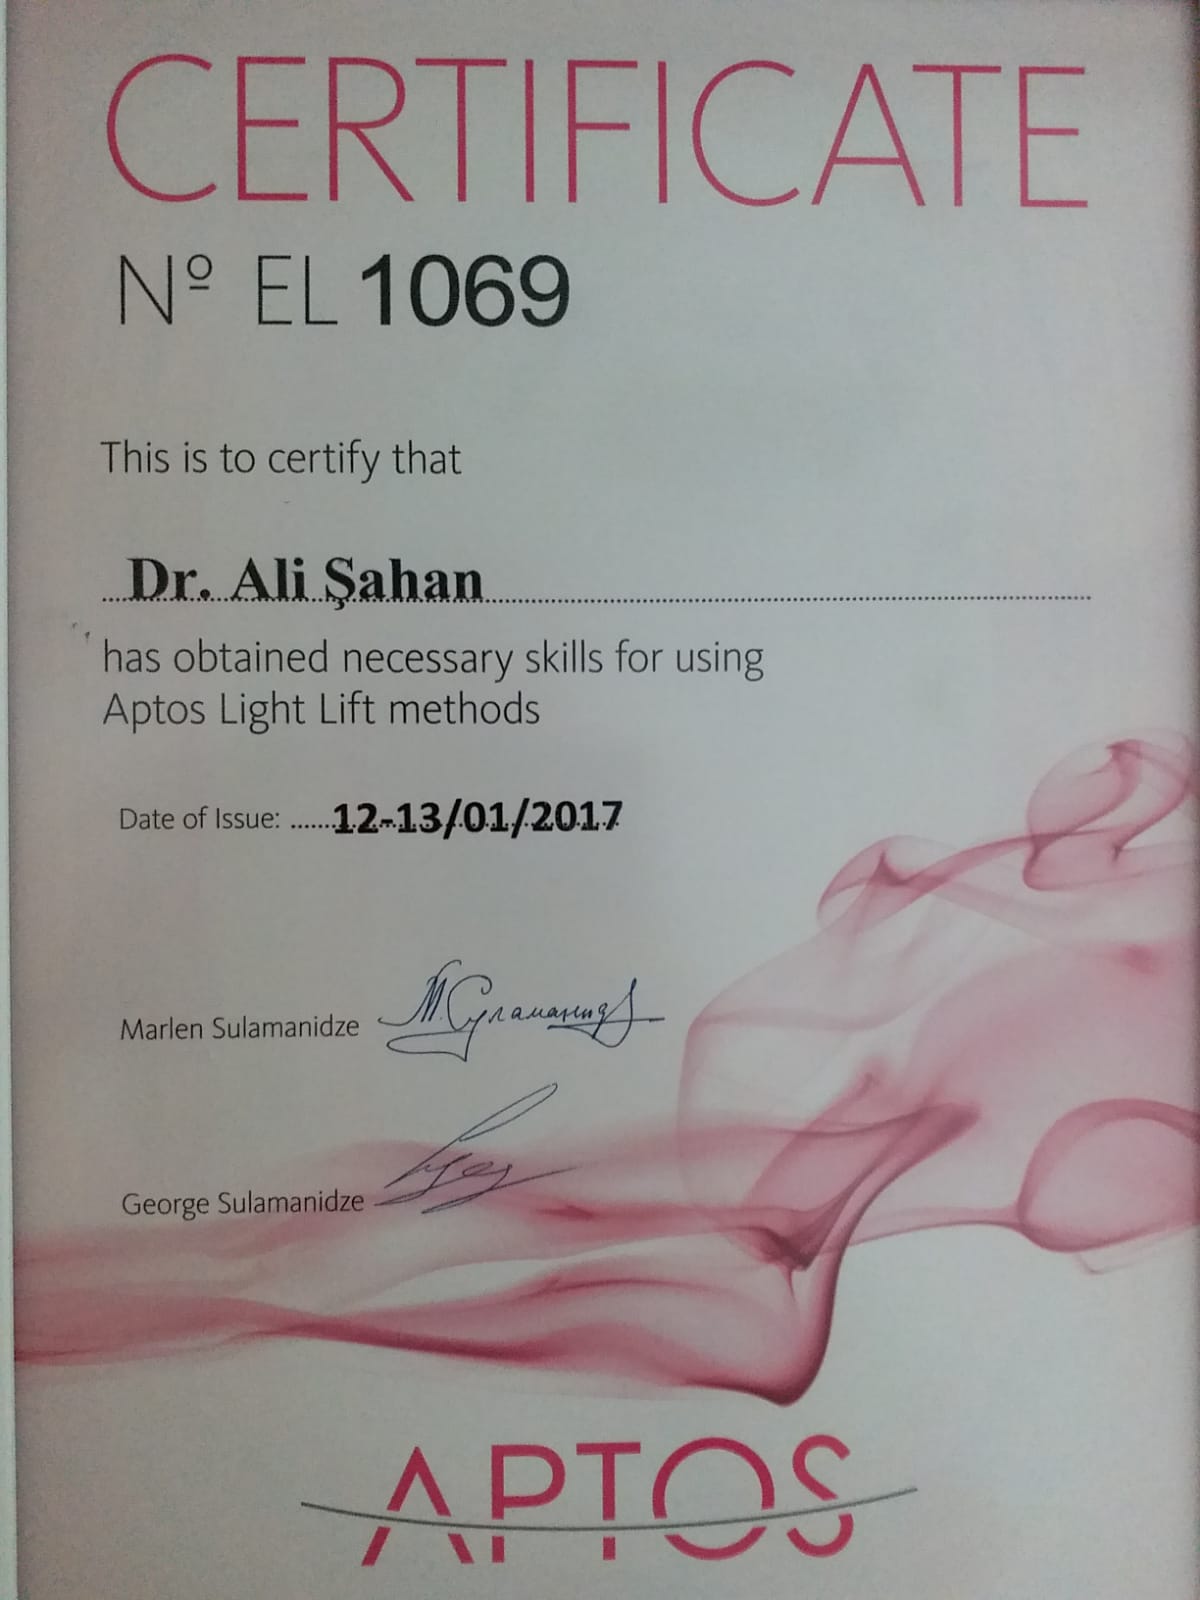 CERTIFICATE
Nº EL 1069
This is to certify that
Dr. Ali Şahan
has obtained necessary skills for using
Aptos Light Lift methods
Date of Issue: ......12-13/01/2017
Marlen Sulamanidze М.Суламанидз
George Sulamanidze
APTOS